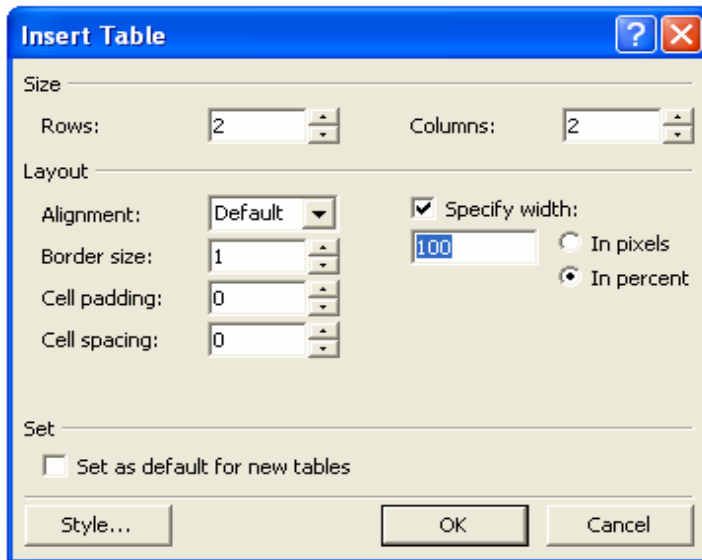 Insert Table
Size
Rows: 2 Columns: 2
Layout
Alignment: Default Specify width:
100 In pixels
Border size: 1
In percent
Cell padding: 0
Cell spacing: 0
Set
Set as default for new tables
Style... OK Cancel